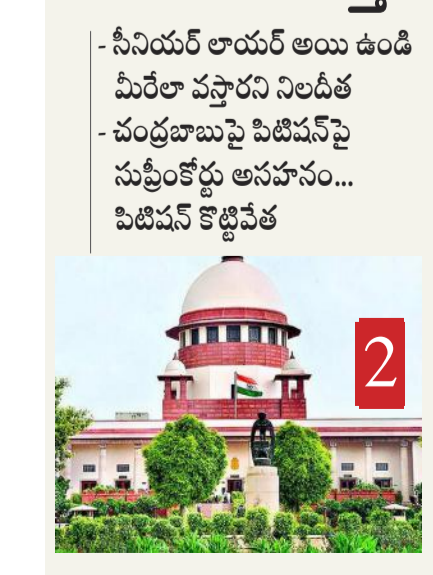 - సీనియర్ లాయర్ అయి ఉండి
మీరేలా వస్తారని నిలదీత
- చంద్రబాబుపై పిటిషన్‌పై
సుప్రీంకోర్టు అసహనం...
పిటిషన్ కొట్టివేత
2